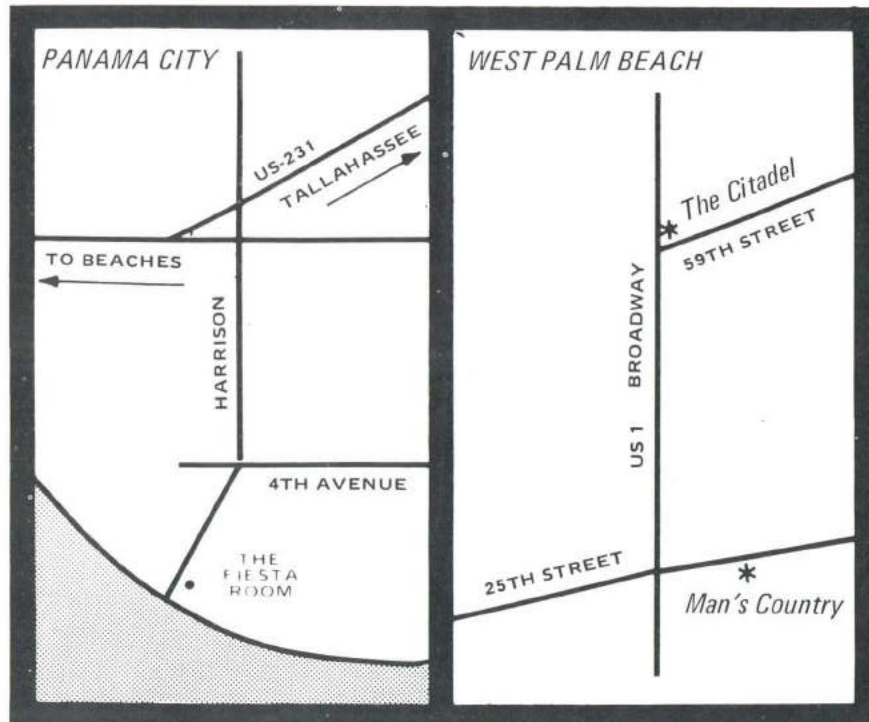 PANAMA CITY
US-231
TALLAHASSEE
TO BEACHES
HARRISON
4TH AVENUE
THE
FIESTA
ROOM
WEST PALM BEACH
The Citadel
59TH STREET
BROADWAY
US 1
25TH STREET
Man's Country